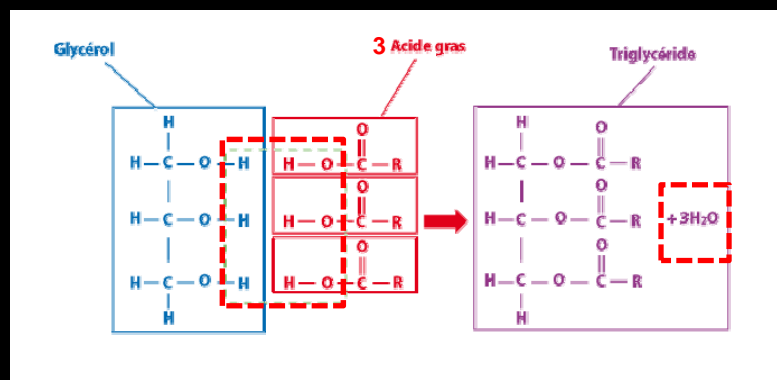 Glycérol
3 Acide gras
Triglycéride
H
H
O
O
H — C — O — H
H — O — C — R
H — C — O — C — R
O
O
H — C — O — H
H — O — C — R
H — C — O — C — R
+ 3H₂O
O
O
H — C — O — H
H — O — C — R
H — C — O — C — R
H
H